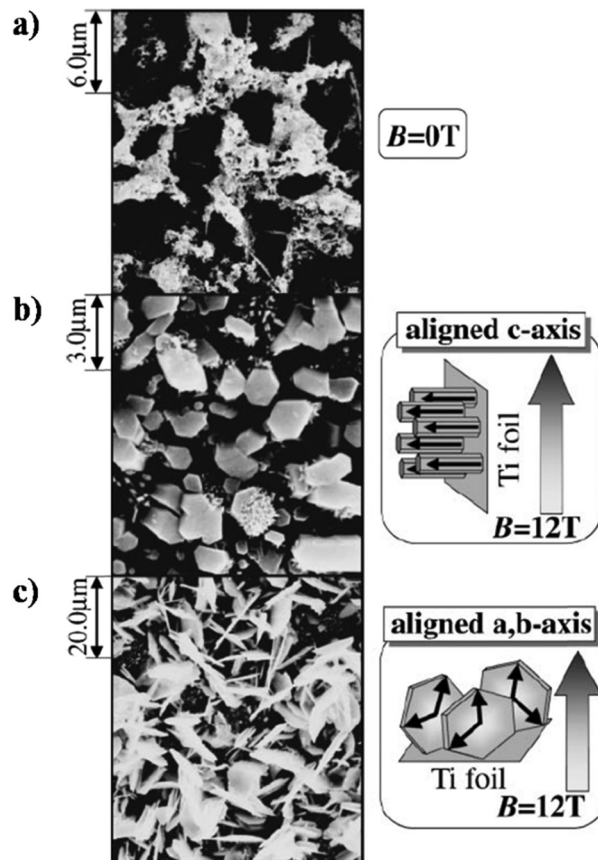 a)
6.0μm
B=0T
b)
3.0μm
aligned c-axis
Ti foil
B=12T
c)
20.0μm
aligned a,b-axis
Ti foil
B=12T